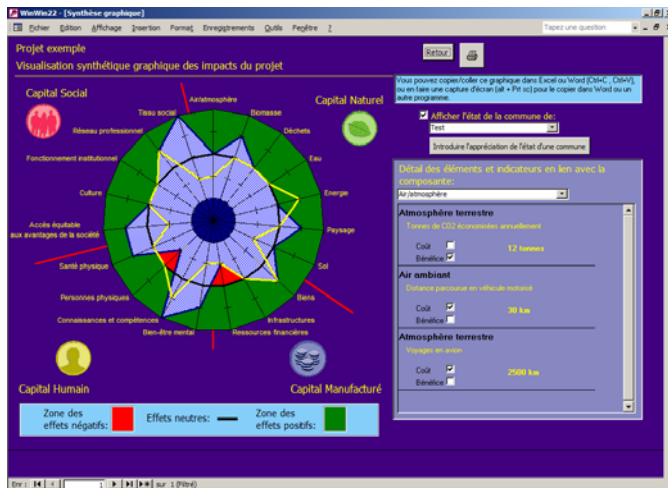 WinWin22 - [Synthèse graphique]
Fichier Edition Affichage Insertion Format Enregistrements Outils Fenêtre ?
Tapez une question
Projet exemple
Visualisation synthétique graphique des impacts du projet
Retour
Vous pouvez copier/coller ce graphique dans Excel ou Word (Ctrl+C , Ctrl+V),
ou en faire une capture d'écran (alt + Prt sc) pour le copier dans Word ou un
autre programme.
Afficher l'état de la commune de:
Test
Introduire l'appréciation de l'état d'une commune
Détail des éléments et indicateurs en lien avec la
composante:
Air/atmosphère
Atmosphère terrestre
Tonnes de CO2 économisées annuellement
Coût
Bénéfice
12 tonnes
Air ambiant
Distance parcourue en véhicule motorisé
Coût
Bénéfice
30 km
Atmosphère terrestre
Voyages en avion
Coût
Bénéfice
2500 km
Capital Social
Capital Naturel
Air/atmosphère
Biomasse
Déchets
Eau
Energie
Paysage
Sol
Biens
Infrastructures
Ressources financières
Bien-être mental
Connaissances et compétences
Personnes physiques
Santé physique
Accès équitable
aux avantages de la société
Culture
Fonctionnement institutionnel
Réseau professionnel
Tissu social
Capital Humain
Capital Manufacturé
Zone des
effets négatifs:
Effets neutres:
Zone des
effets positifs:
Enr : 1 sur 1 (Filtré)